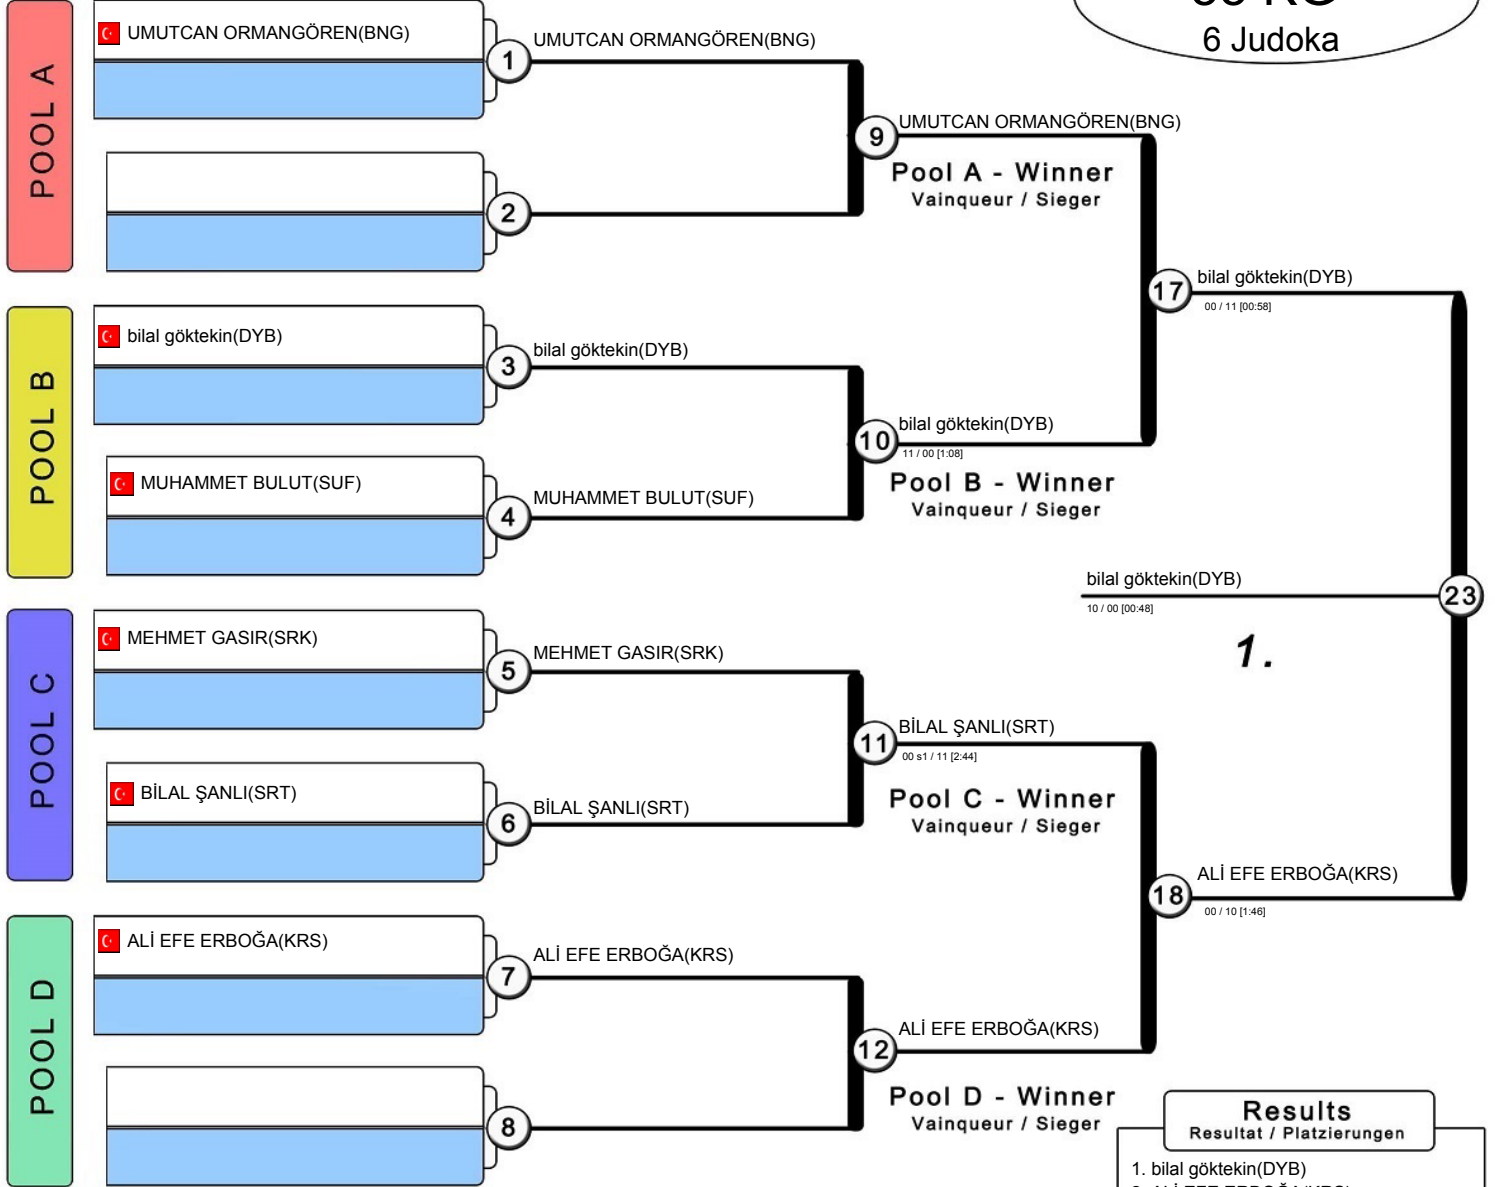 6 Judoka
POOL A
UMUTCAN ORMANGÖREN(BNG)
1
UMUTCAN ORMANGÖREN(BNG)
2
9
UMUTCAN ORMANGÖREN(BNG)
Pool A - Winner
Vainqueur / Sieger
POOL B
bilal göktekin(DYB)
3
bilal göktekin(DYB)
MUHAMMET BULUT(SUF)
4
MUHAMMET BULUT(SUF)
10
bilal göktekin(DYB)
11 / 00 [1:08]
Pool B - Winner
Vainqueur / Sieger
17
bilal göktekin(DYB)
00 / 11 [00:58]
POOL C
MEHMET GASIR(SRK)
5
MEHMET GASIR(SRK)
BİLAL ŞANLI(SRT)
6
BİLAL ŞANLI(SRT)
11
BİLAL ŞANLI(SRT)
00 s1 / 11 [2:44]
Pool C - Winner
Vainqueur / Sieger
POOL D
ALİ EFE ERBOĞA(KRS)
7
ALİ EFE ERBOĞA(KRS)
8
12
ALİ EFE ERBOĞA(KRS)
Pool D - Winner
Vainqueur / Sieger
18
ALİ EFE ERBOĞA(KRS)
00 / 10 [1:46]
23
bilal göktekin(DYB)
10 / 00 [00:48]
1.
Results
Resultat / Platzierungen
1. bilal göktekin(DYB)
2. ALİ EFE ERBOĞA(KRS)